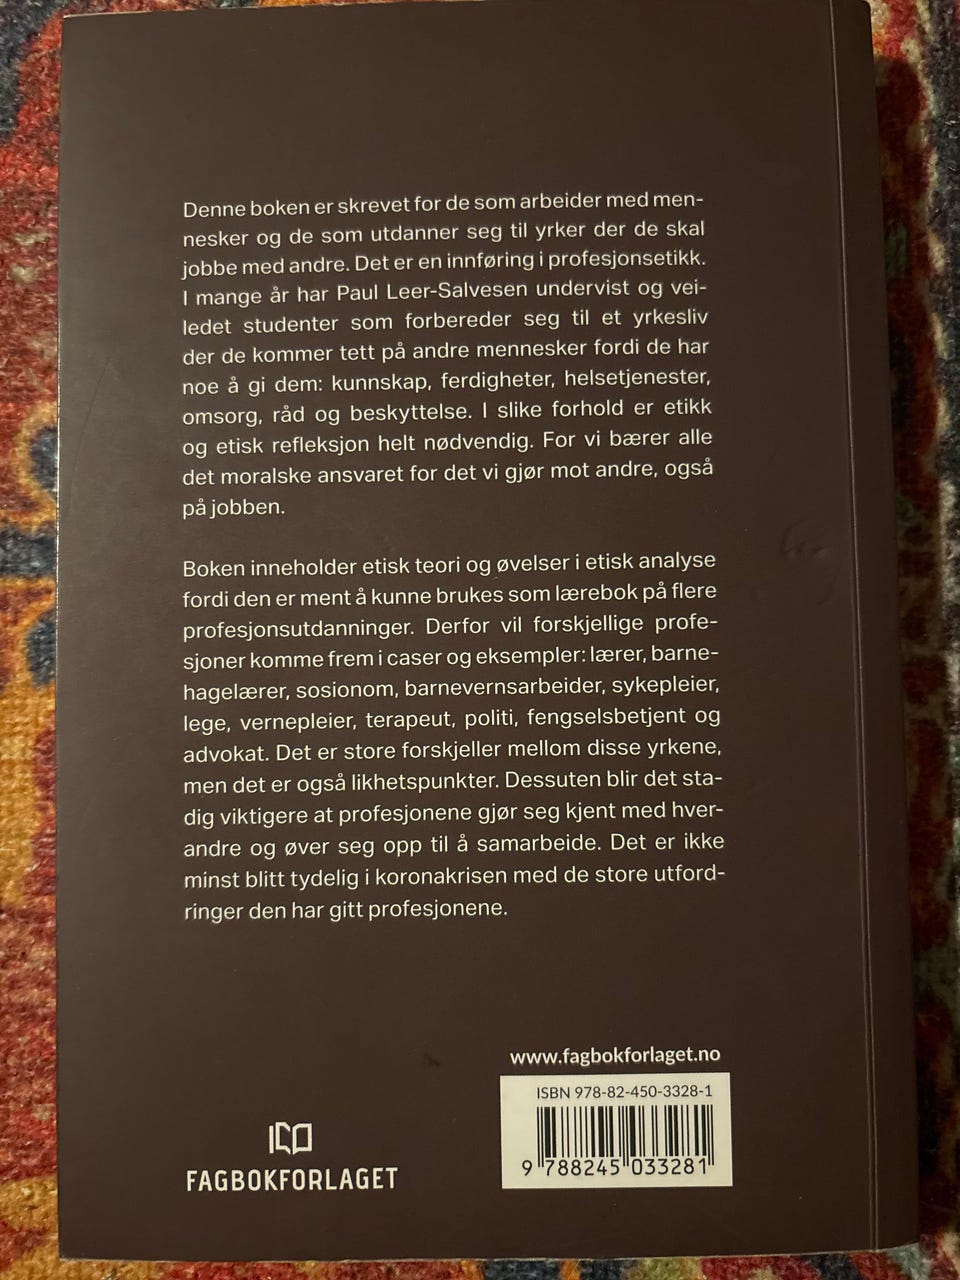 Denne boken er skrevet for de som arbeider med men-
nesker og de som utdanner seg til yrker der de skal
jobbe med andre. Det er en innføring i profesjonsetikk.
I mange år har Paul Leer-Salvesen undervist og vei-
ledet studenter som forbereder seg til et yrkesliv
der de kommer tett på andre mennesker fordi de har
noe å gi dem: kunnskap, ferdigheter, helsetjenester,
omsorg, råd og beskyttelse. I slike forhold er etikk
og etisk refleksjon helt nødvendig. For vi bærer alle
det moralske ansvaret for det vi gjør mot andre, også
på jobben.
Boken inneholder etisk teori og øvelser i etisk analyse
fordi den er ment å kunne brukes som lærebok på flere
profesjonsutdanninger. Derfor vil forskjellige profe-
sjoner komme frem i caser og eksempler: lærer, barne-
hagelærer, sosionom, barnevernsarbeider, sykepleier,
lege, vernepleier, terapeut, politi, fengselsbetjent og
advokat. Det er store forskjeller mellom disse yrkene,
men det er også likhetspunkter. Dessuten blir det sta-
dig viktigere at profesjonene gjør seg kjent med hver-
andre og øver seg opp til å samarbeide. Det er ikke
minst blitt tydelig i koronakrisen med de store utford-
ringer den har gitt profesjonene.
www.fagbokforlaget.no
ISBN 978-82-450-3328-1
9 788245 033281
FAGBOKFORLAGET